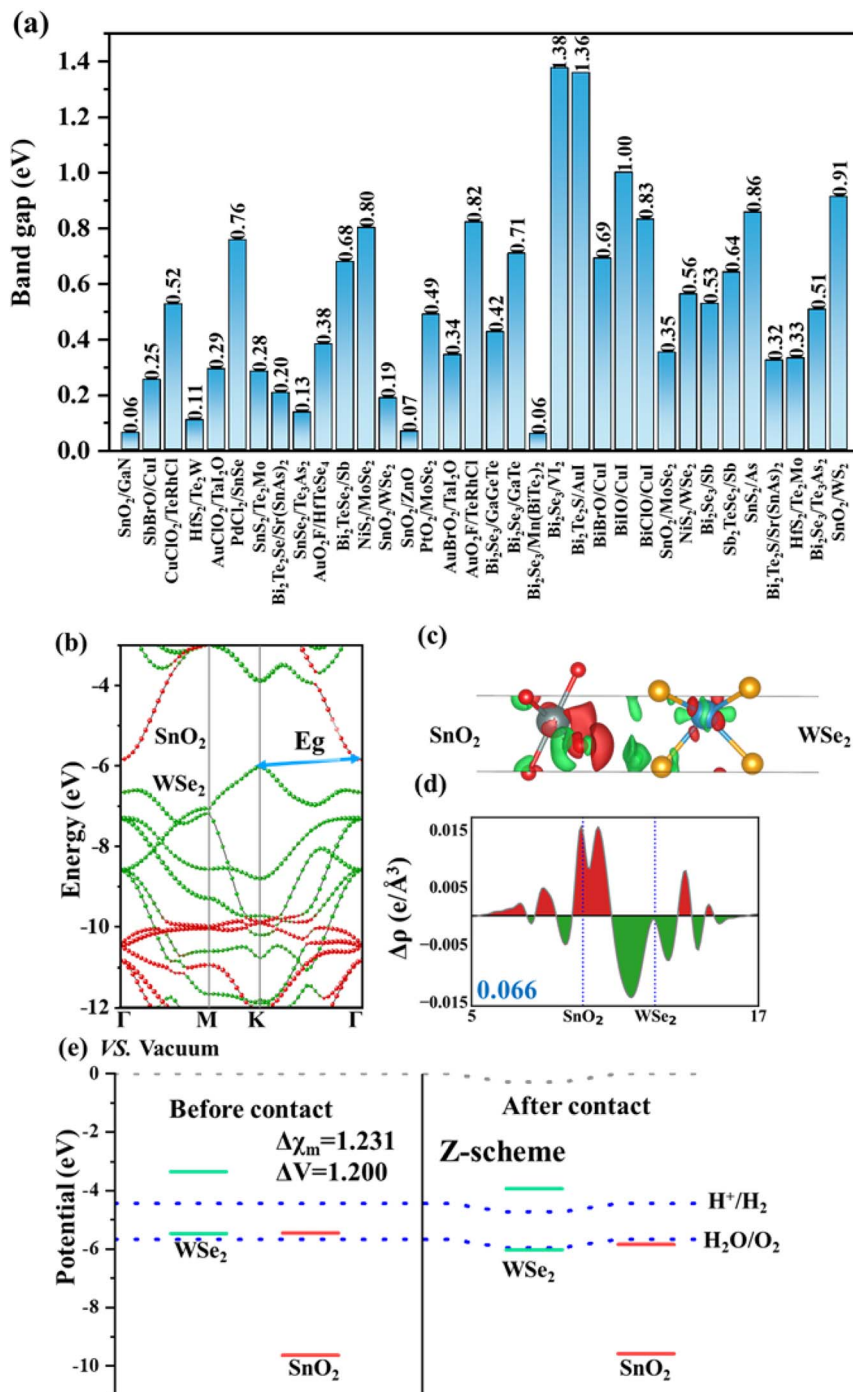 (a)
Band gap (eV)
1.4
1.2
1.0
0.8
0.6
0.4
0.2
0.0
0.06
0.25
0.52
0.11
0.29
0.76
0.28
0.20
0.13
0.38
0.68
0.80
0.19
0.07
0.49
0.34
0.82
0.42
0.71
0.06
1.38
1.36
0.69
1.00
0.83
0.35
0.56
0.53
0.64
0.86
0.32
0.33
0.51
0.91
SnO₂/GaN
SbBrO/CuI
CuClO₂/TeRhCl
HfS₂/Te₂W
AuClO₂/TaI₂O
PdCl₂/SnSe
SnS₂/Te₂Mo
Bi₂Te₂Se/Sr(SnAs)₂
SnSe₂/Te₃As₂
AuO₂F/HfTeSe₄
Bi₂TeSe₂/Sb
NiS₂/MoSe₂
SnO₂/WSe₂
SnO₂/ZnO
PtO₂/MoSe₂
AuBrO₂/TaI₂O
AuO₂F/TeRhCl
Bi₂Se₃/GaGeTe
Bi₂Se₃/GaTe
Bi₂Se₃/Mn(BiTe₂)₂
Bi₂Se₃/VI₂
Bi₂Te₂S/AuI
BiBrO/CuI
BiIO/CuI
BiClO/CuI
SnO₂/MoSe₂
NiS₂/WSe₂
Bi₂Se₃/Sb
Sb₂TeSe₂/Sb
SnS₂/As
Bi₂Te₂S/Sr(SnAs)₂
HfS₂/Te₂Mo
Bi₂Se₃/Te₃As₂
SnO₂/WS₂
(b)
Energy (eV)
-4
-6
-8
-10
-12
SnO₂
WSe₂
Eg
Γ M K Γ
(c)
SnO₂
WSe₂
(d)
Δρ (e/Å³)
0.015
0.005
−0.005
−0.015
0.066
5 SnO₂ WSe₂ 17
(e) VS. Vacuum
Potential (eV)
0
-2
-4
-6
-8
-10
Before contact
Δχₘ=1.231
ΔV=1.200
WSe₂
SnO₂
After contact
Z-scheme
H⁺/H₂
H₂O/O₂
WSe₂
SnO₂